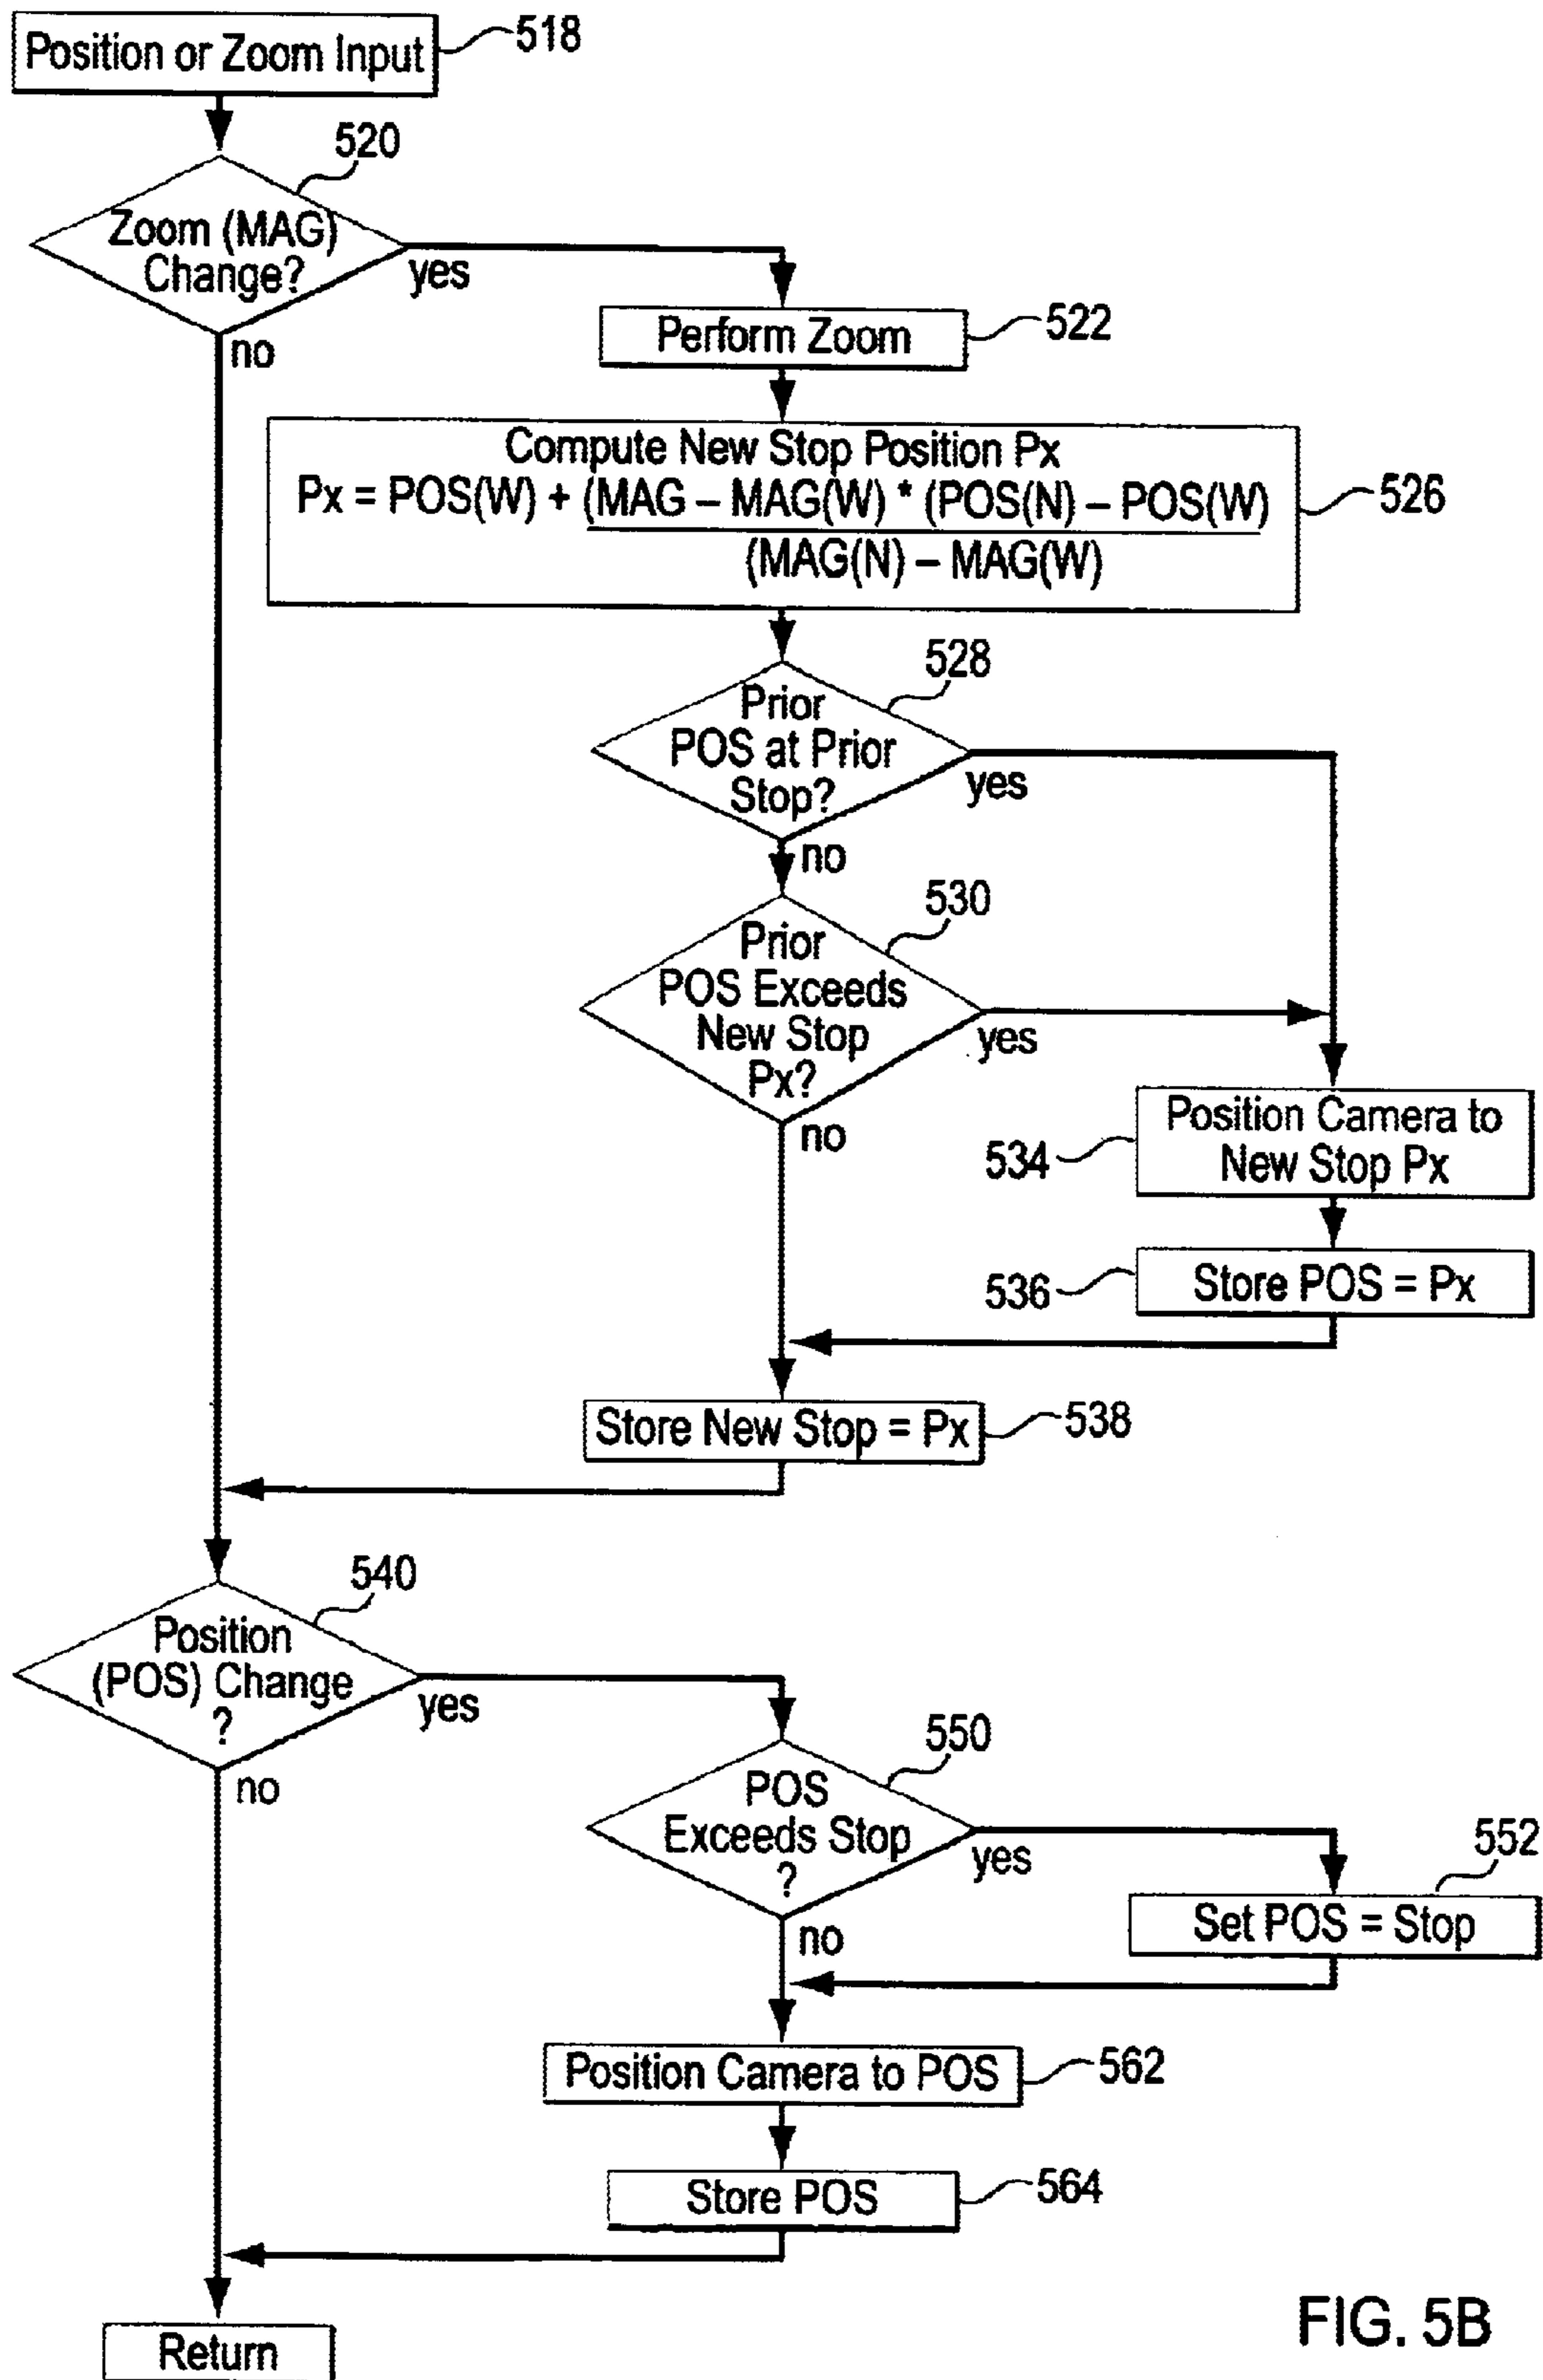 Position or Zoom Input
518
520
Zoom (MAG)
Change?
yes
no
Perform Zoom
522
Compute New Stop Position Px
Px = POS(W) + (MAG – MAG(W) * (POS(N) – POS(W)
(MAG(N) – MAG(W)
526
528
Prior
POS at Prior
Stop?
yes
no
530
Prior
POS Exceeds
New Stop
Px?
yes
no
Position Camera to
New Stop Px
534
Store POS = Px
536
Store New Stop = Px
538
540
Position
(POS) Change
?
yes
no
550
POS
Exceeds Stop
?
yes
no
552
Set POS = Stop
Position Camera to POS
562
Store POS
564
Return
FIG. 5B